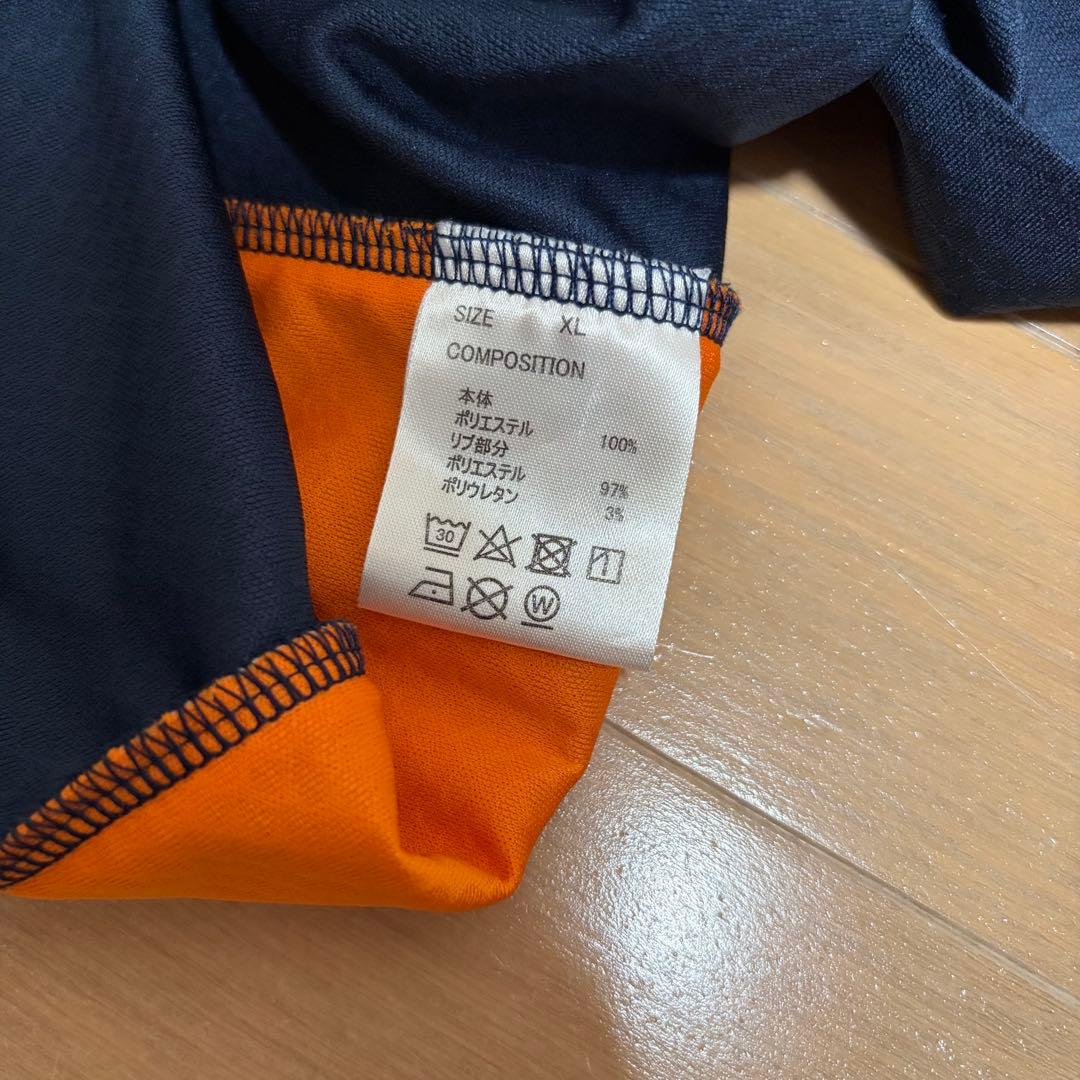 SIZE XL
COMPOSITION
本体
ポリエステル 100%
リブ部分
ポリエステル 97%
ポリウレタン 3%
30
W